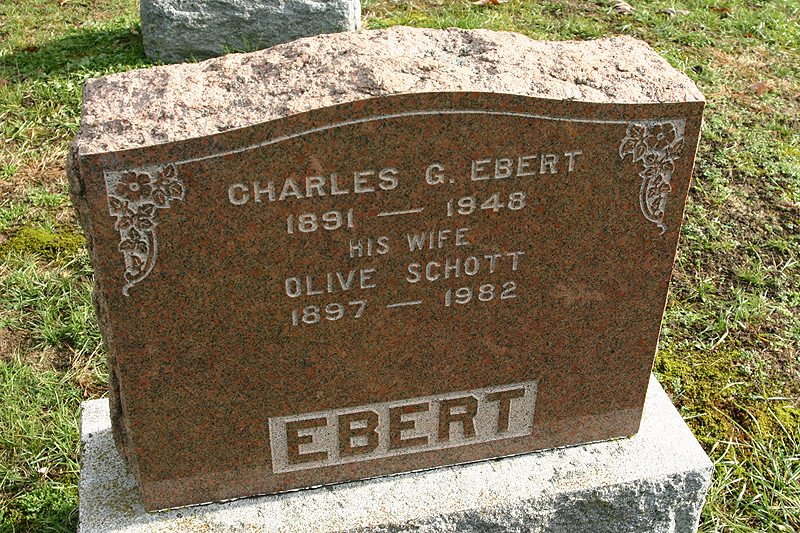 CHARLES G. EBERT
1891 — 1948
HIS WIFE
OLIVE SCHOTT
1897 — 1982
EBERT